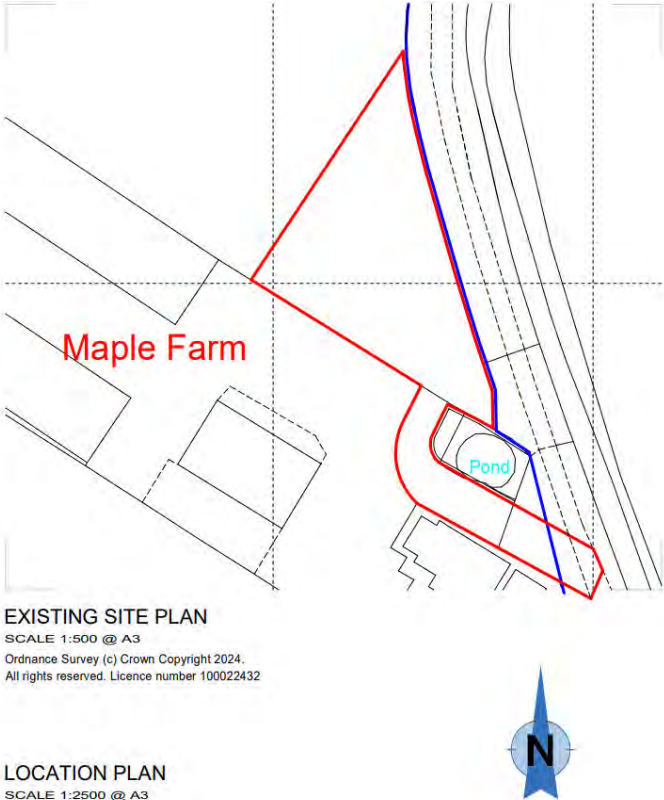 Maple Farm
Pond
EXISTING SITE PLAN
SCALE 1:500 @ A3
Ordnance Survey (c) Crown Copyright 2024.
All rights reserved. Licence number 100022432
N
LOCATION PLAN
SCALE 1:2500 @ A3